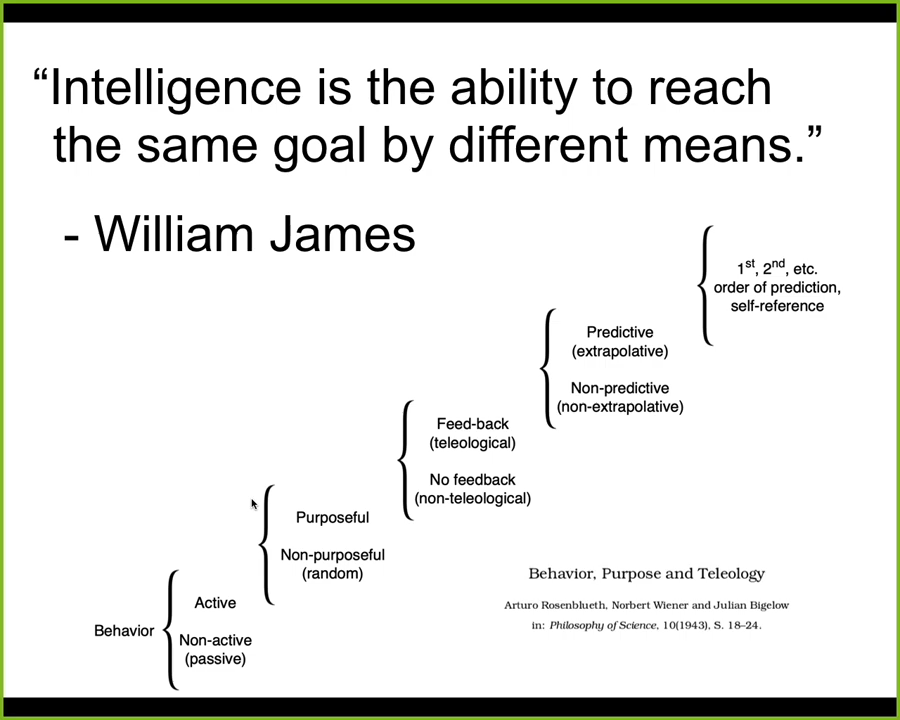 “Intelligence is the ability to reach
the same goal by different means.”
- William James
1st, 2nd, etc.
order of prediction,
self-reference
Predictive
(extrapolative)
Non-predictive
(non-extrapolative)
Feed-back
(teleological)
No feedback
(non-teleological)
Purposeful
Non-purposeful
(random)
Active
Behavior
Non-active
(passive)
Behavior, Purpose and Teleology
Arturo Rosenblueth, Norbert Wiener and Julian Bigelow
in: Philosophy of Science, 10(1943), S. 18–24.